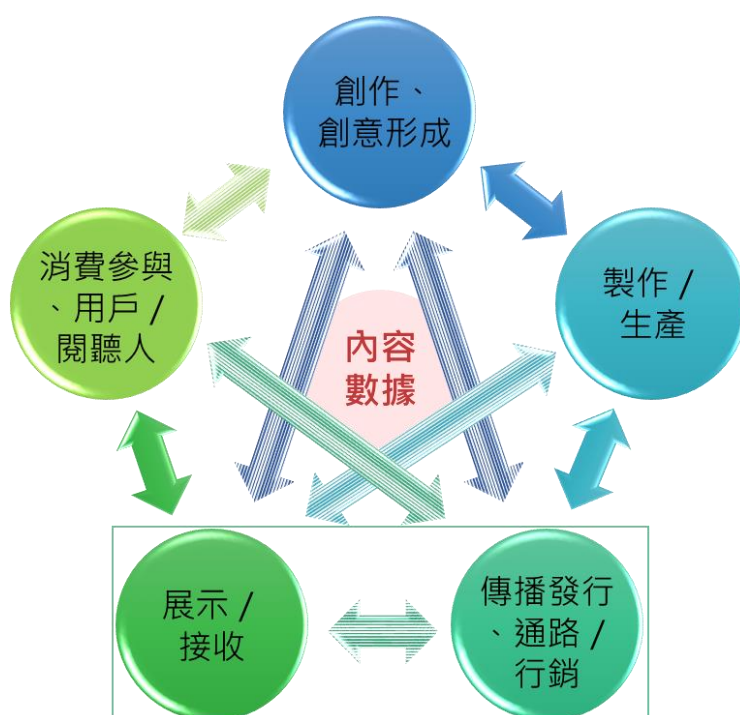 創作、
創意形成
消費參與
、用戶 /
閱聽人
製作 /
生產
內容
數據
展示 /
接收
傳播發行
、通路 /
行銷